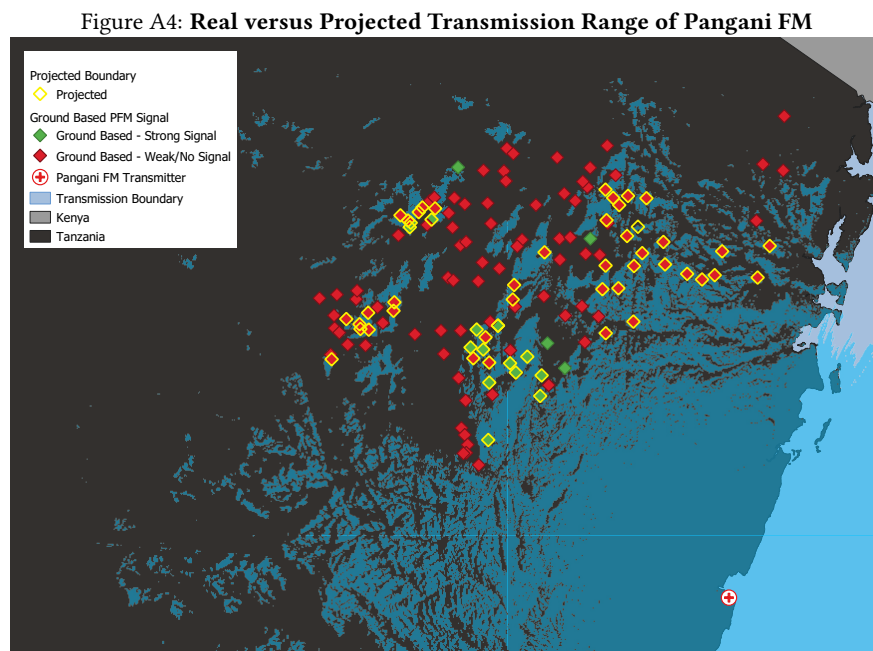 Figure A4: Real versus Projected Transmission Range of Pangani FM
Projected Boundary
Projected
Ground Based PFM Signal
Ground Based - Strong Signal
Ground Based - Weak/No Signal
Pangani FM Transmitter
Transmission Boundary
Kenya
Tanzania